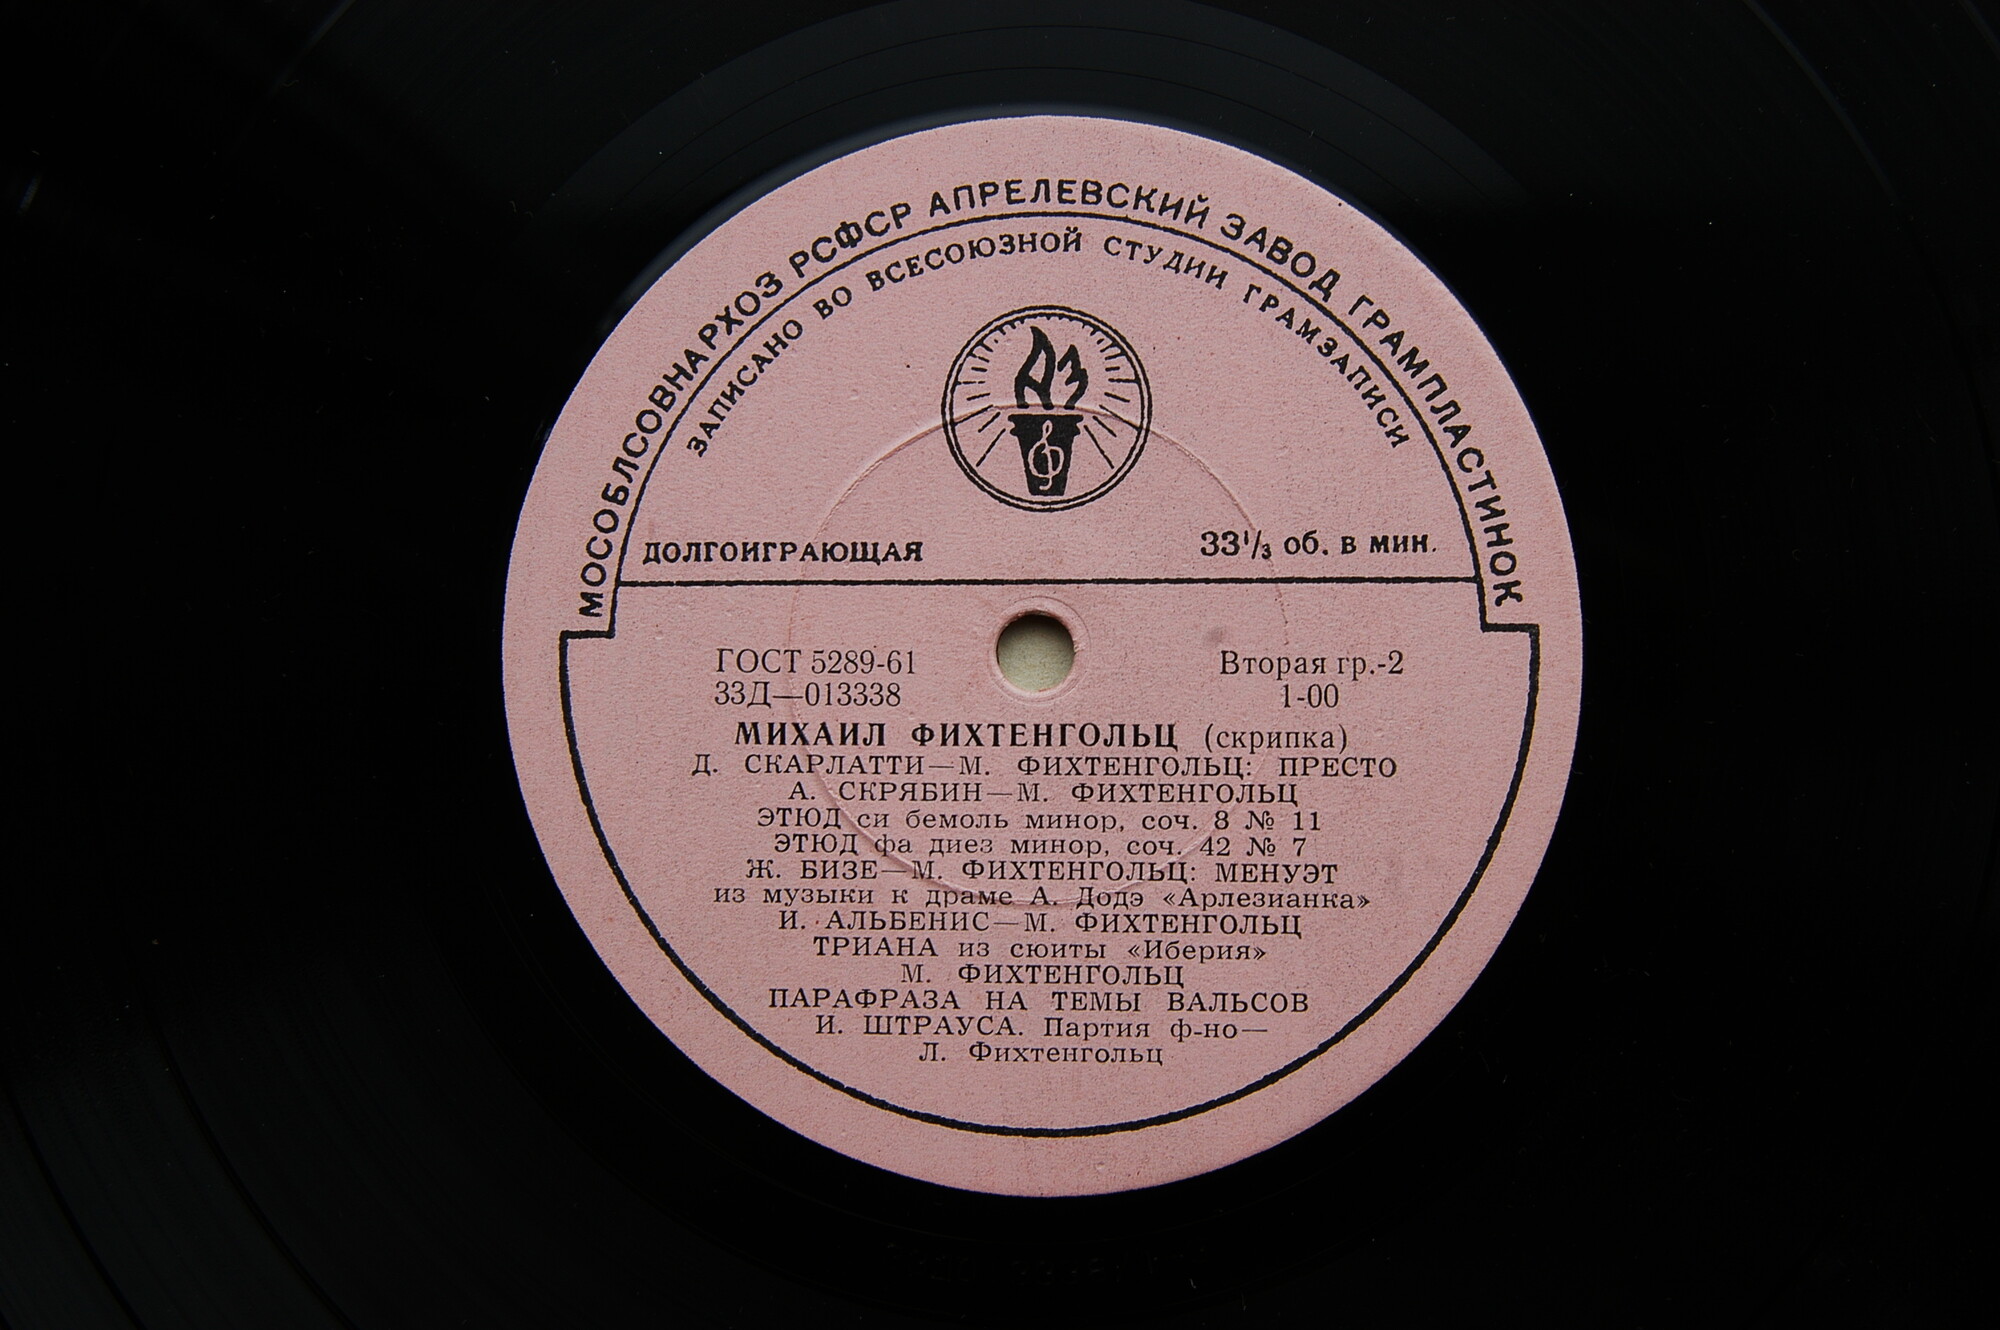 МОСОБЛСОВНАРХОЗ РСФСР АПРЕЛЕВСКИЙ ЗАВОД ГРАМПЛАСТИНОК
ЗАПИСАНО ВО ВСЕСОЮЗНОЙ СТУДИИ ГРАМЗАПИСИ
АЗ
ДОЛГОИГРАЮЩАЯ 33 1/3 об. в мин.
ГОСТ 5289-61 Вторая гр.-2
33Д—013338 1-00
МИХАИЛ ФИХТЕНГОЛЬЦ (скрипка)
Д. СКАРЛАТТИ—М. ФИХТЕНГОЛЬЦ: ПРЕСТО
А. СКРЯБИН—М. ФИХТЕНГОЛЬЦ
ЭТЮД си бемоль минор, соч. 8 № 11
ЭТЮД фа диез минор, соч. 42 № 7
Ж. БИЗЕ—М. ФИХТЕНГОЛЬЦ: МЕНУЭТ
из музыки к драме А. Додэ «Арлезианка»
И. АЛЬБЕНИС—М. ФИХТЕНГОЛЬЦ
ТРИАНА из сюиты «Иберия»
М. ФИХТЕНГОЛЬЦ
ПАРАФРАЗА НА ТЕМЫ ВАЛЬСОВ
И. ШТРАУСА. Партия ф-но—
Л. Фихтенгольц